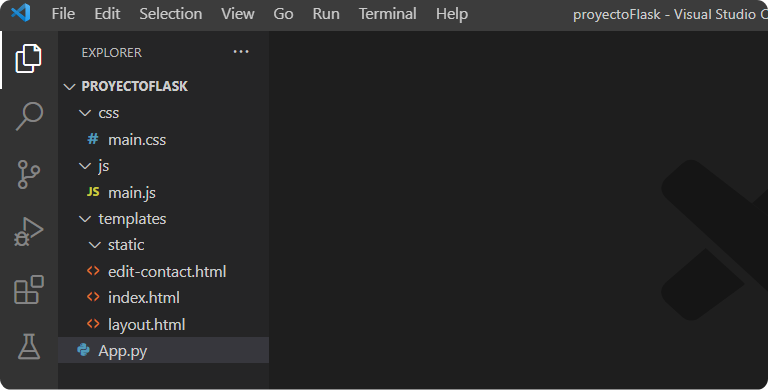 File Edit Selection View Go Run Terminal Help proyectoFlask - Visual Studio C
EXPLORER ...
PROYECTOFLASK
css
# main.css
js
JS main.js
templates
static
<> edit-contact.html
<> index.html
<> layout.html
App.py